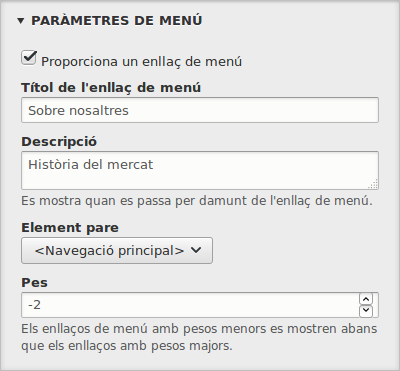 PARÀMETRES DE MENÚ
Proporciona un enllaç de menú
Títol de l'enllaç de menú
Sobre nosaltres
Descripció
Història del mercat
Es mostra quan es passa per damunt de l'enllaç de menú.
Element pare
<Navegació principal>
Pes
-2
Els enllaços de menú amb pesos menors es mostren abans
que els enllaços amb pesos majors.